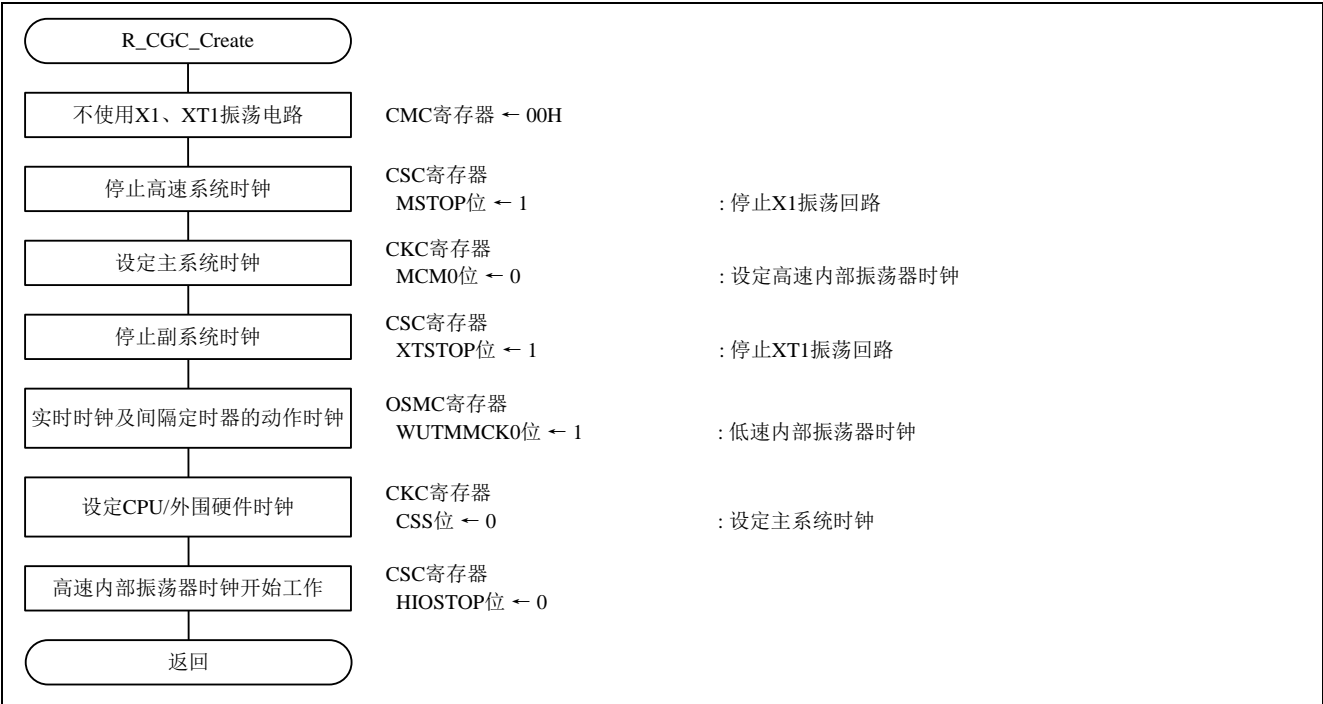 R_CGC_Create
不使用X1、XT1振荡电路
CMC寄存器 ← 00H
停止高速系统时钟
CSC寄存器
MSTOP位 ← 1 : 停止X1振荡回路
设定主系统时钟
CKC寄存器
MCM0位 ← 0 : 设定高速内部振荡器时钟
停止副系统时钟
CSC寄存器
XTSTOP位 ← 1 : 停止XT1振荡回路
实时时钟及间隔定时器的动作时钟
OSMC寄存器
WUTMMCK0位 ← 1 : 低速内部振荡器时钟
设定CPU/外围硬件时钟
CKC寄存器
CSS位 ← 0 : 设定主系统时钟
高速内部振荡器时钟开始工作
CSC寄存器
HIOSTOP位 ← 0
返回